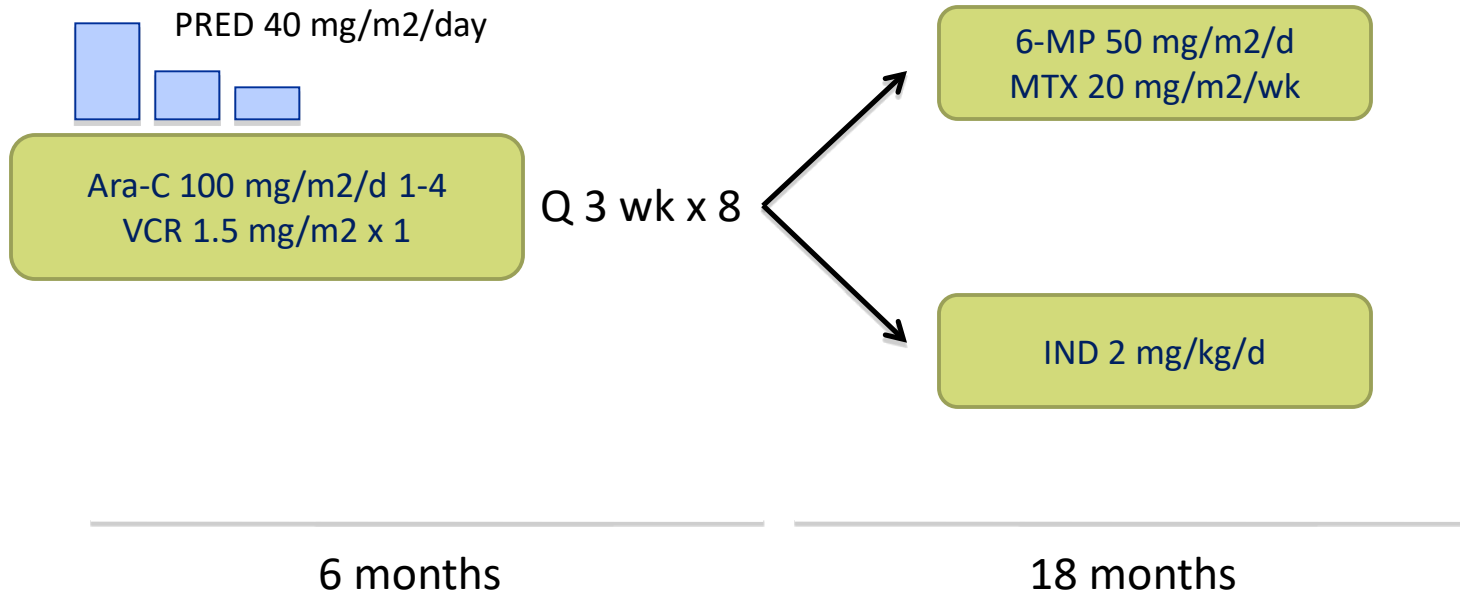 PRED 40 mg/m2/day
Ara-C 100 mg/m2/d 1-4
VCR 1.5 mg/m2 x 1
Q 3 wk x 8
6-MP 50 mg/m2/d
MTX 20 mg/m2/wk
IND 2 mg/kg/d
6 months
18 months